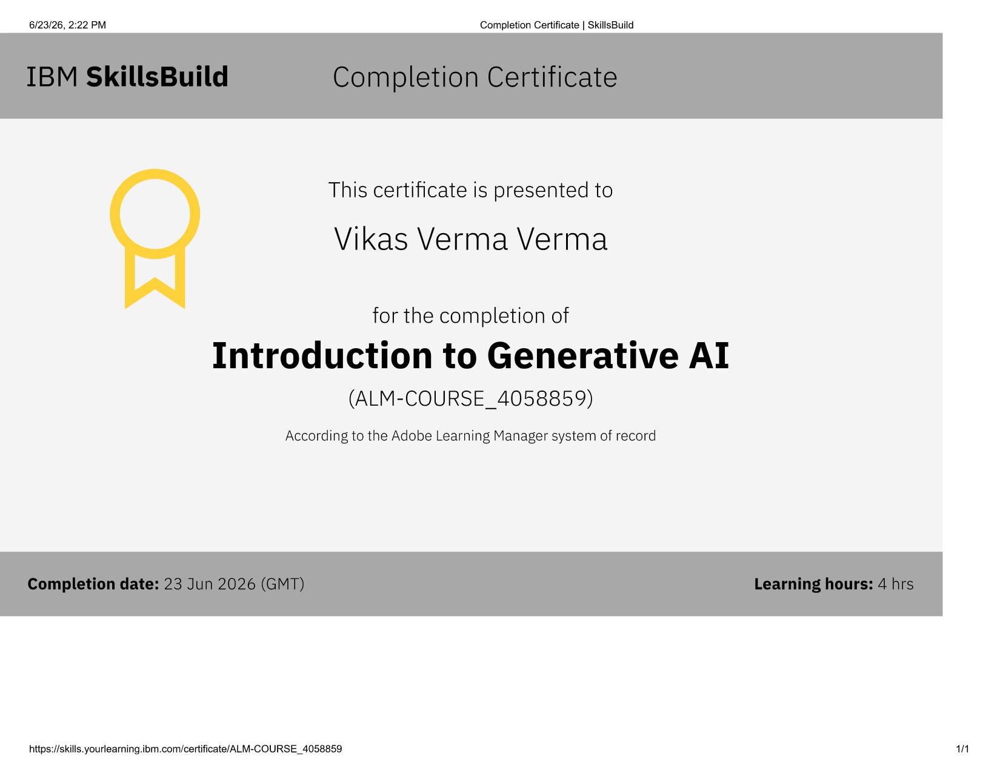 6/23/26, 2:22 PM
Completion Certificate | SkillsBuild
IBM SkillsBuild
Completion Certificate
This certificate is presented to
Vikas Verma Verma
for the completion of
Introduction to Generative AI
(ALM-COURSE_4058859)
According to the Adobe Learning Manager system of record
Completion date: 23 Jun 2026 (GMT)
Learning hours: 4 hrs
https://skills.yourlearning.ibm.com/certificate/ALM-COURSE_4058859
1/1